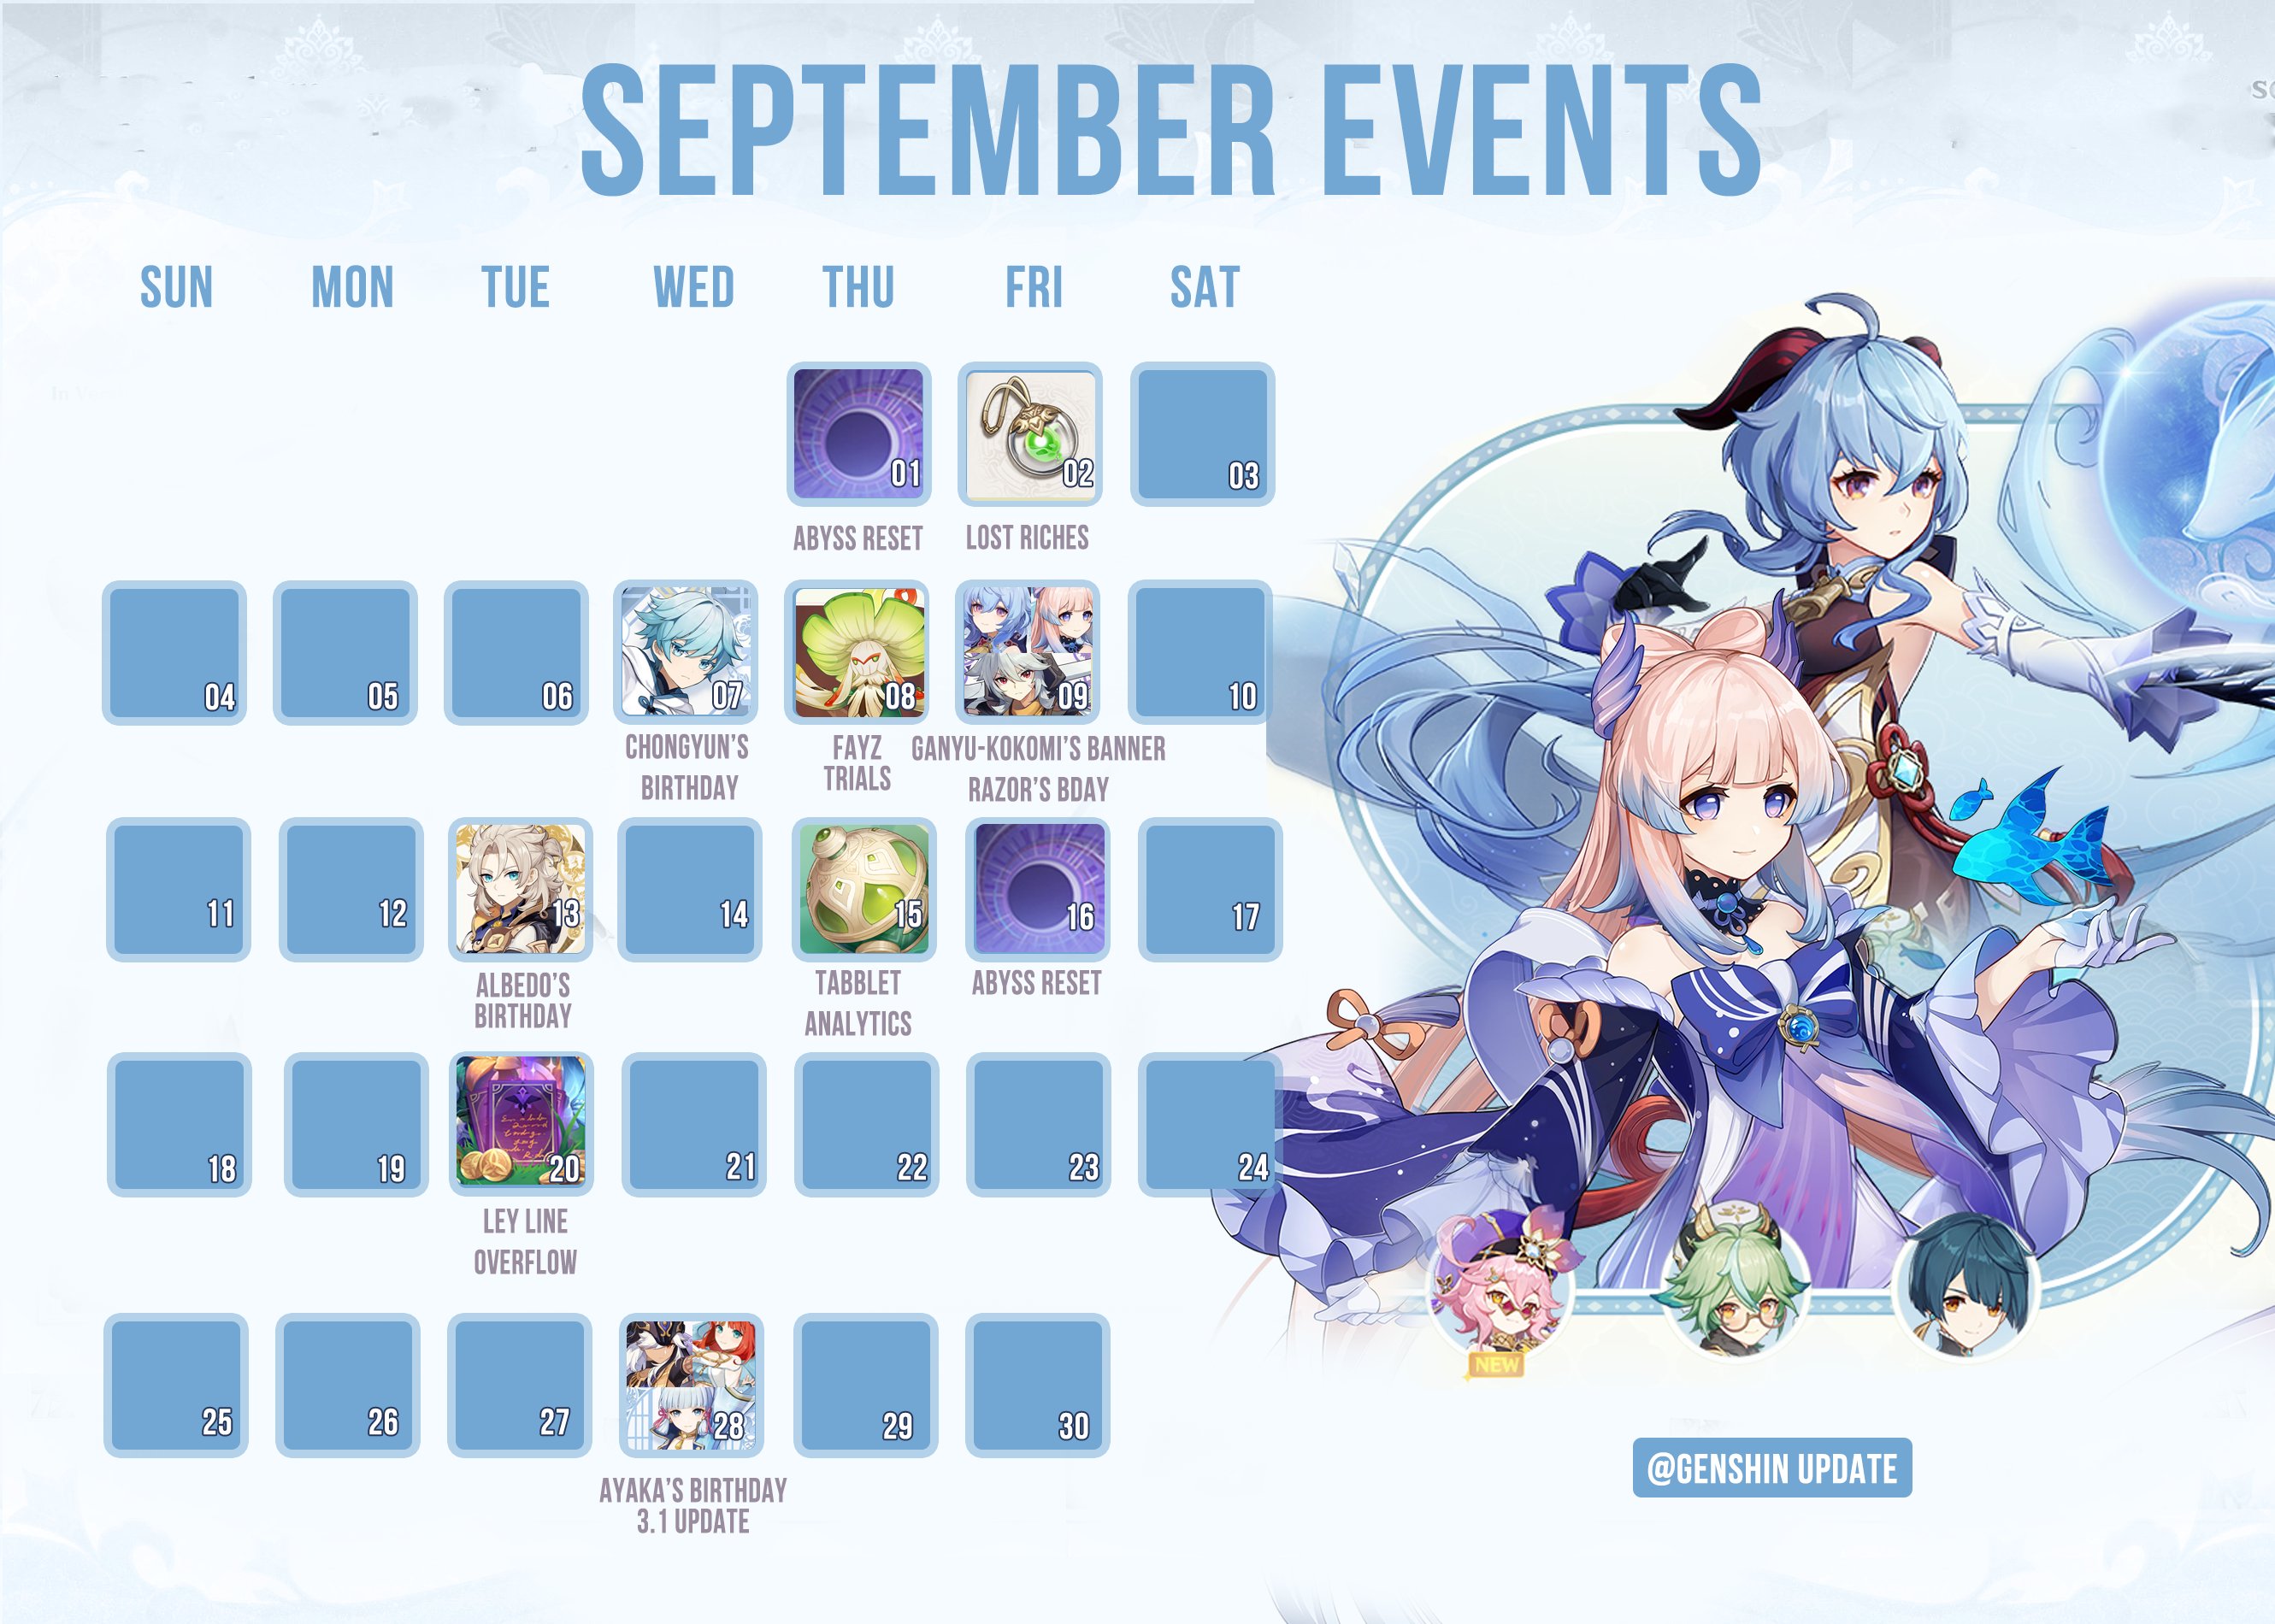 SEPTEMBER EVENTS
SUN MON TUE WED THU FRI SAT
01 02 03
ABYSS RESET LOST RICHES
04 05 06 07 08 09 10
CHONGYUN'S FAYZ GANYU-KOKOMI'S BANNER
BIRTHDAY TRIALS RAZOR'S BDAY
11 12 13 14 15 16 17
ALBEDO'S TABBLET ABYSS RESET
BIRTHDAY ANALYTICS
18 19 20 21 22 23 24
LEY LINE
OVERFLOW
25 26 27 28 29 30
AYAKA'S BIRTHDAY
3.1 UPDATE
NEW
@GENSHIN UPDATE